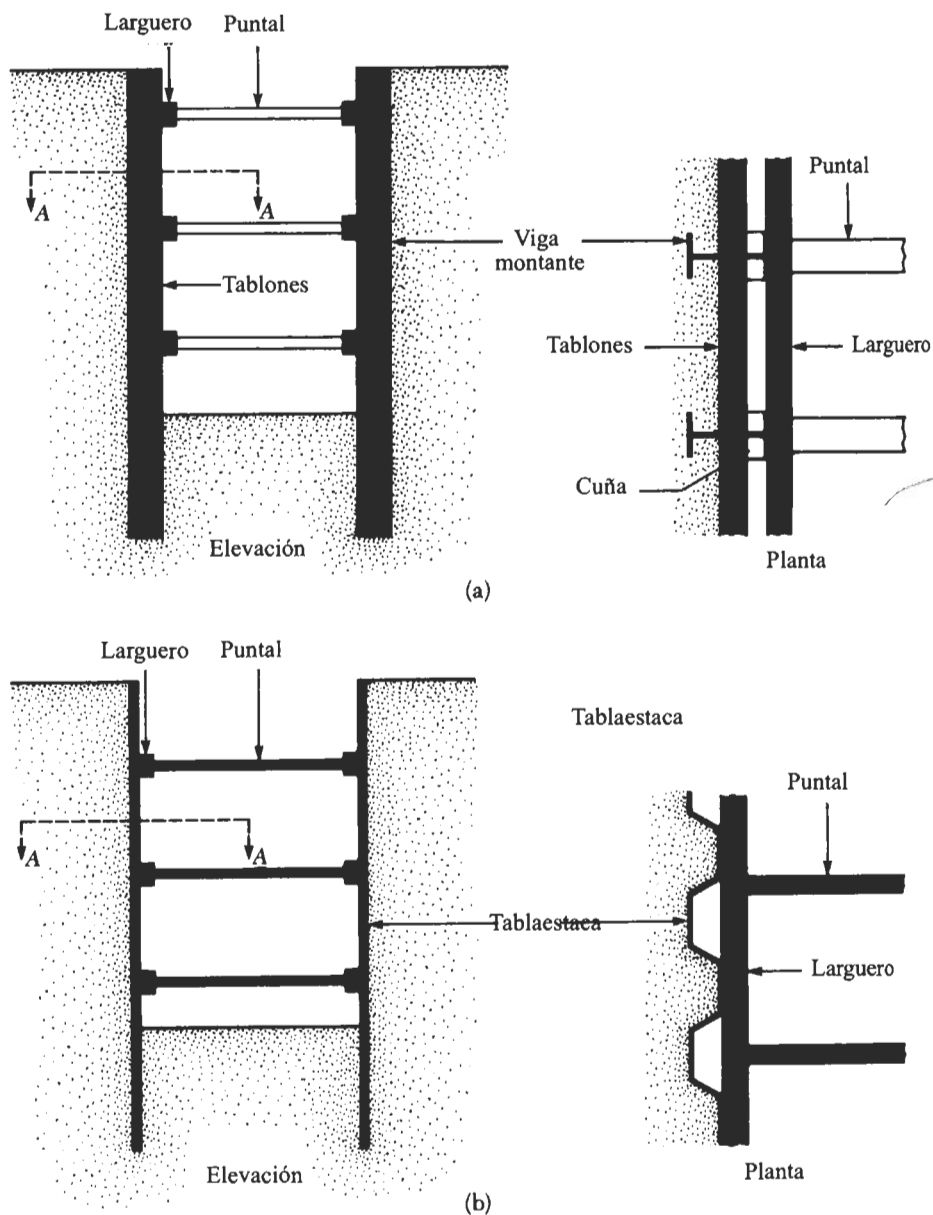 Larguero
Puntal
A
A
Tablones
Viga
montante
Elevación
Puntal
Tablones
Larguero
Cuña
Planta
(a)
Larguero
Puntal
A
A
Tablaestaca
Elevación
Tablaestaca
Puntal
Larguero
Planta
(b)